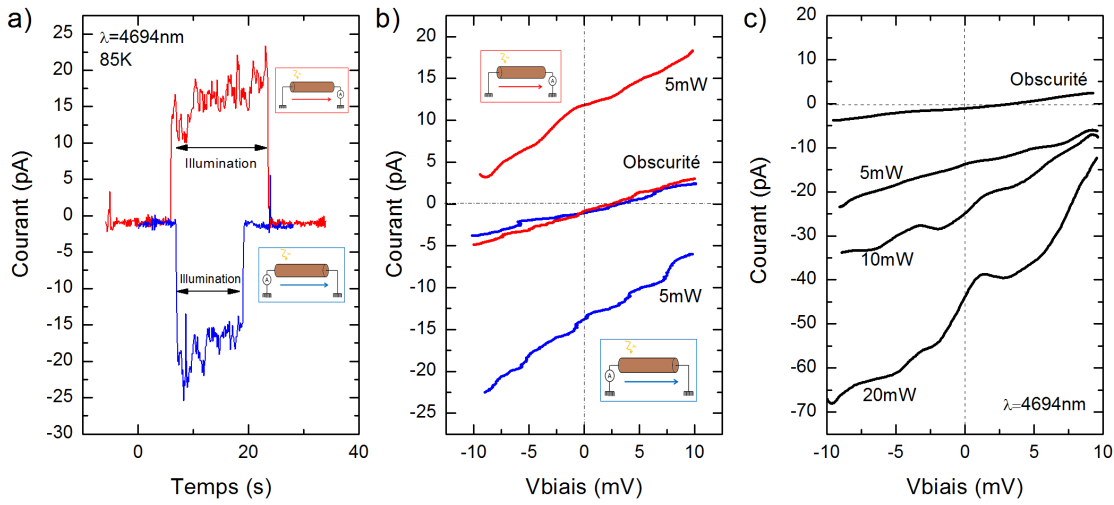 a)
λ=4694nm
85K
A
Illumination
Illumination
A
25
20
15
10
5
0
-5
-10
-15
-20
-25
-30
0
20
40
Courant (pA)
Temps (s)
b)
A
5mW
Obscurité
5mW
A
20
15
10
5
0
-5
-10
-15
-20
-25
-10
-5
0
5
10
Courant (pA)
Vbiais (mV)
c)
Obscurité
5mW
10mW
20mW
λ=4694nm
-20
-10
0
-10
-20
-30
-40
-50
-60
-70
-10
-5
0
5
10
Courant (pA)
Vbiais (mV)